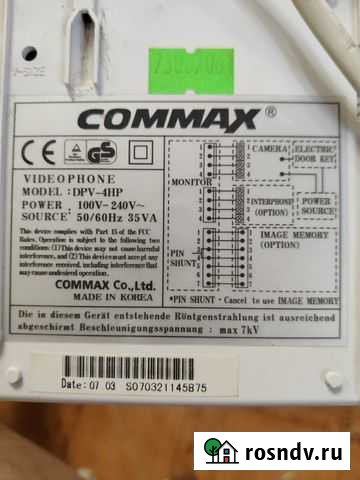 COMMAX®
GS
VIDEOPHONE
MODEL: DPV-4HP
POWER . 100V~240V~
SOURCE' 50/60Hz 35VA
This device complies with Part 15 of the FCC
Rules. Operation is subject to the following two
conditions: (1) This device may not cause harmful
interference, and (2) This device must accept any
interference received, including interference that
may cause undesired operation.
COMMAX Co.,Ltd.
MADE IN KOREA
CAMERA
ELECTRIC
DOOR KEY
MONITOR
INTERPHONE
(OPTION)
POWER
SOURCE
IMAGE MEMORY
(OPTION)
PIN
SHUNT
*PIN SHUNT · Cancel to use IMAGE MEMORY
Die in diesem Gerät entstehende Röntgenstrahlung ist ausreichend
abgeschirmt Beschleunigungsspannung : max 7kV
Date: 07 03 S070321145B75
rosndv.ru